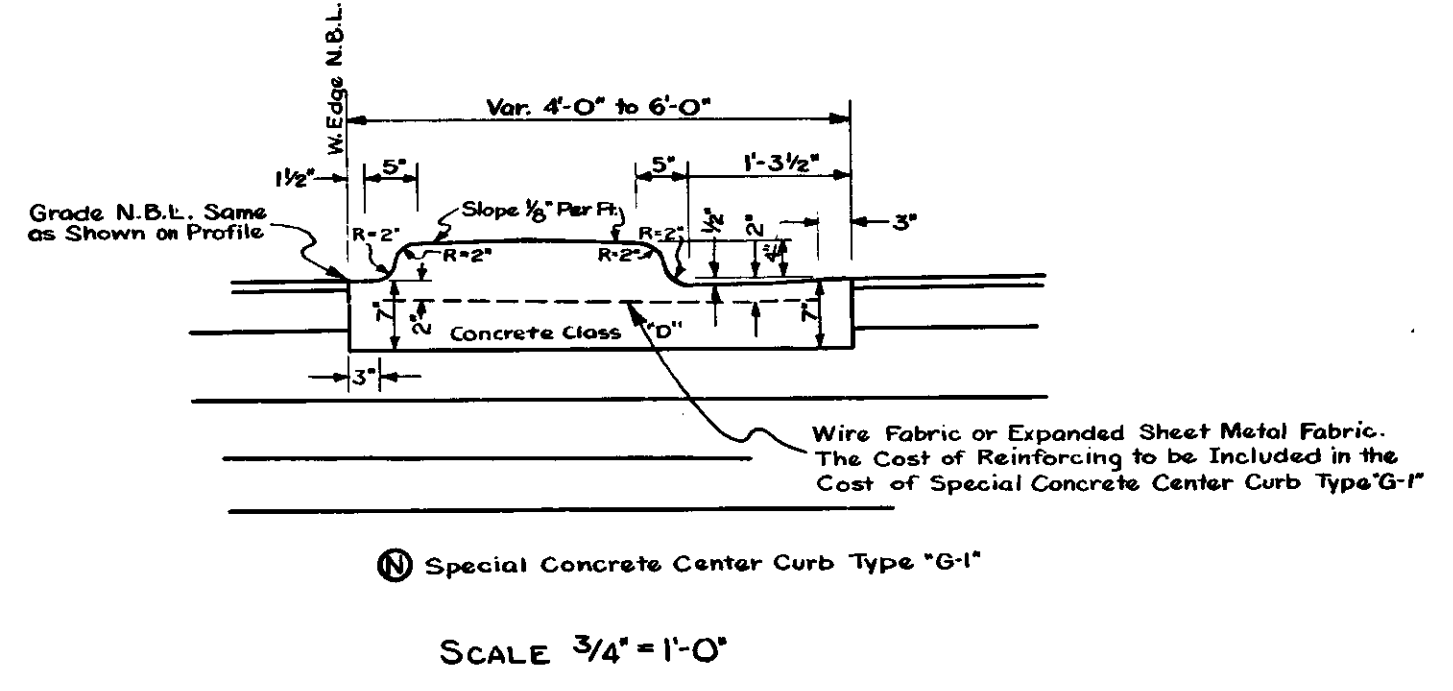 W. Edge N.B.L.
Var. 4'-0" to 6'-0"
1½"
5"
5"
1'-3½"
3"
Grade N.B.L. Same
as Shown on Profile
Slope ⅛" Per Ft.
R=2"
R=2"
R=2"
R=2"
½"
2"
4"
7"
2"
7"
Concrete Class "D"
3"
Wire Fabric or Expanded Sheet Metal Fabric.
The Cost of Reinforcing to be Included in the
Cost of Special Concrete Center Curb Type "G-1"
N Special Concrete Center Curb Type "G-1"
SCALE 3/4" = 1'-0"